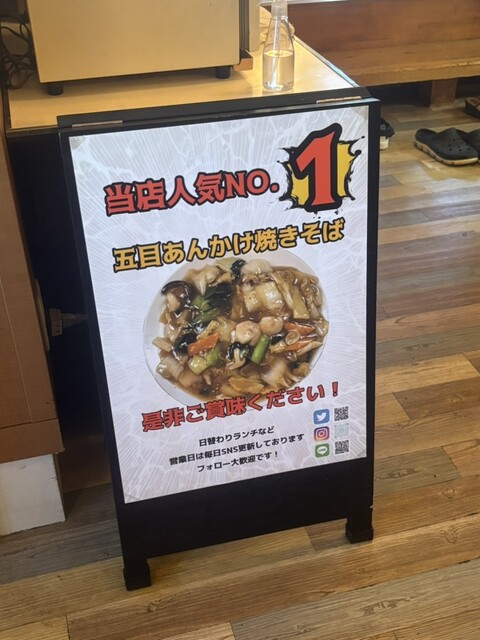 当店人気NO.1
五目あんかけ焼きそば
是非ご賞味ください！
日替わりランチなど
営業日は毎日SNS更新しております
フォロー大歓迎です！